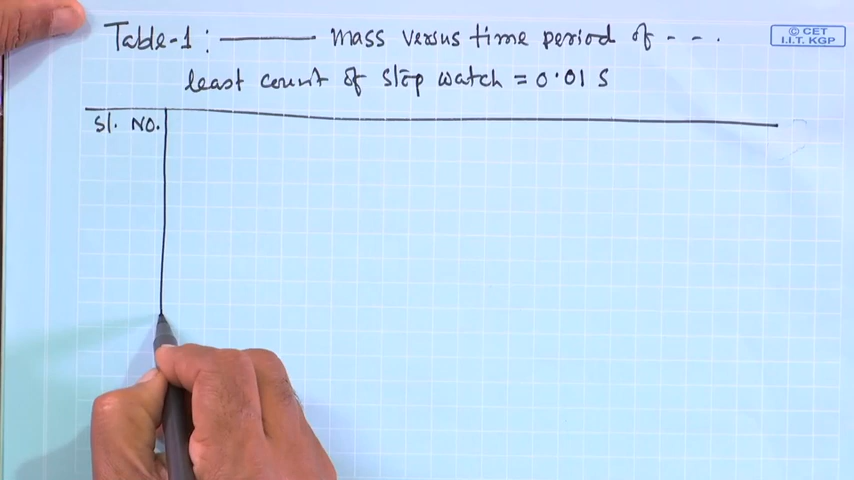 Table-1: ——— mass versus time period of - - .
least count of stop watch = 0.01 s
Sl. No.
© CET
I.I.T. KGP